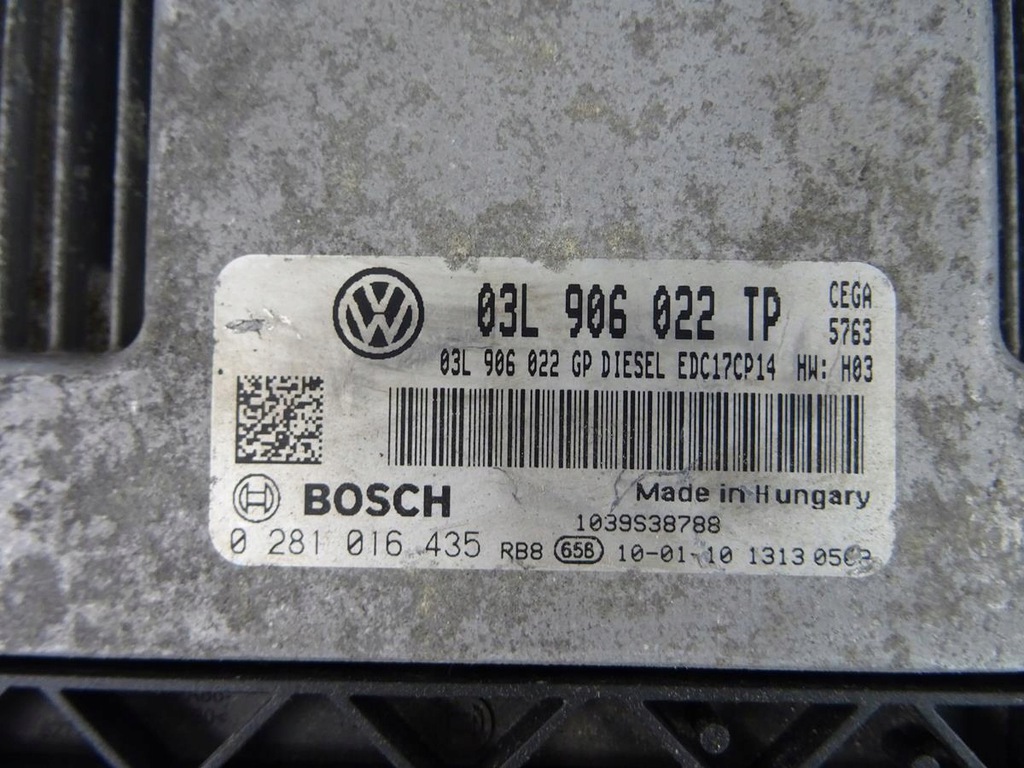 03L 906 022 TP
CEGA
5763
03L 906 022 GP DIESEL EDC17CP14 HW: H03
BOSCH
Made in Hungary
1039S38788
0 281 016 435 RB8 65B 10-01-10 1313